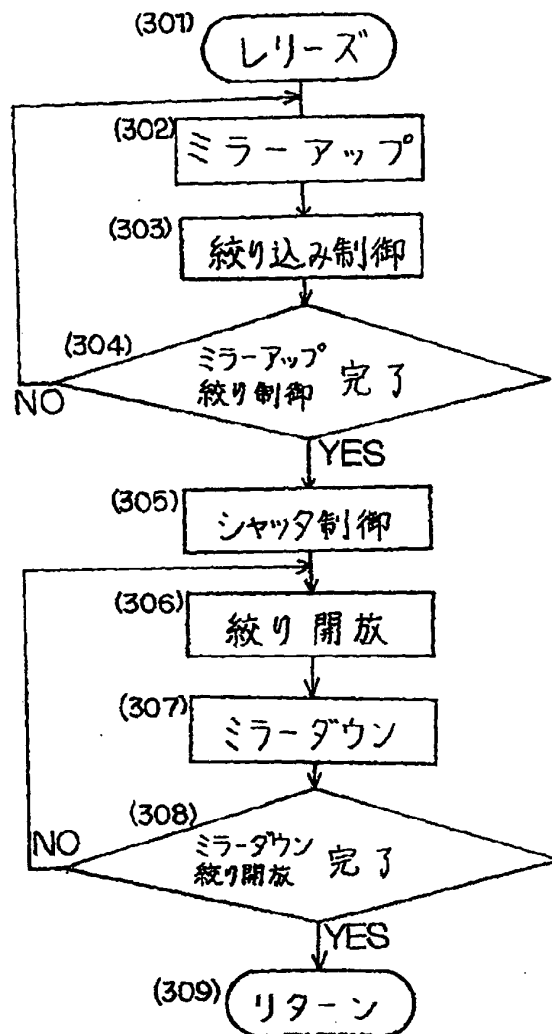 (301)
レリーズ
(302)
ミラーアップ
(303)
絞り込み制御
(304)
ミラーアップ
絞り制御
完了
NO
YES
(305)
シャッタ制御
(306)
絞り開放
(307)
ミラーダウン
(308)
ミラーダウン
絞り開放
完了
NO
YES
(309)
リターン